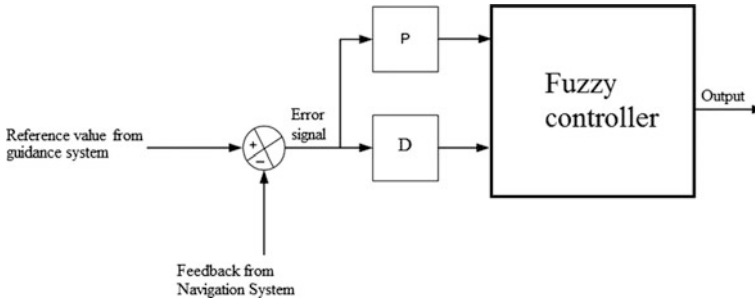 P
Fuzzy
controller
Output
Error
signal
Reference value from
guidance system
+
−
D
Feedback from
Navigation System